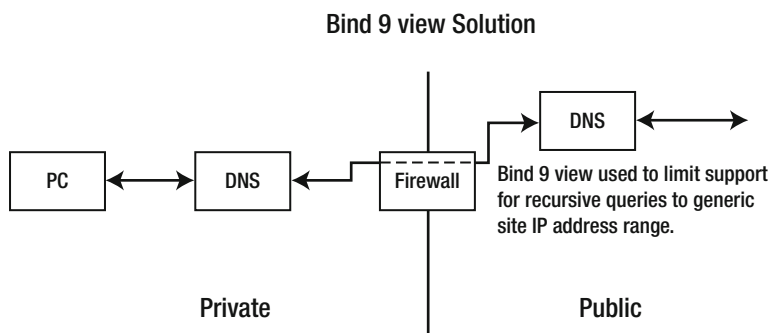 Bind 9 view Solution
DNS
PC
DNS
Firewall
Bind 9 view used to limit support
for recursive queries to generic
site IP address range.
Private
Public